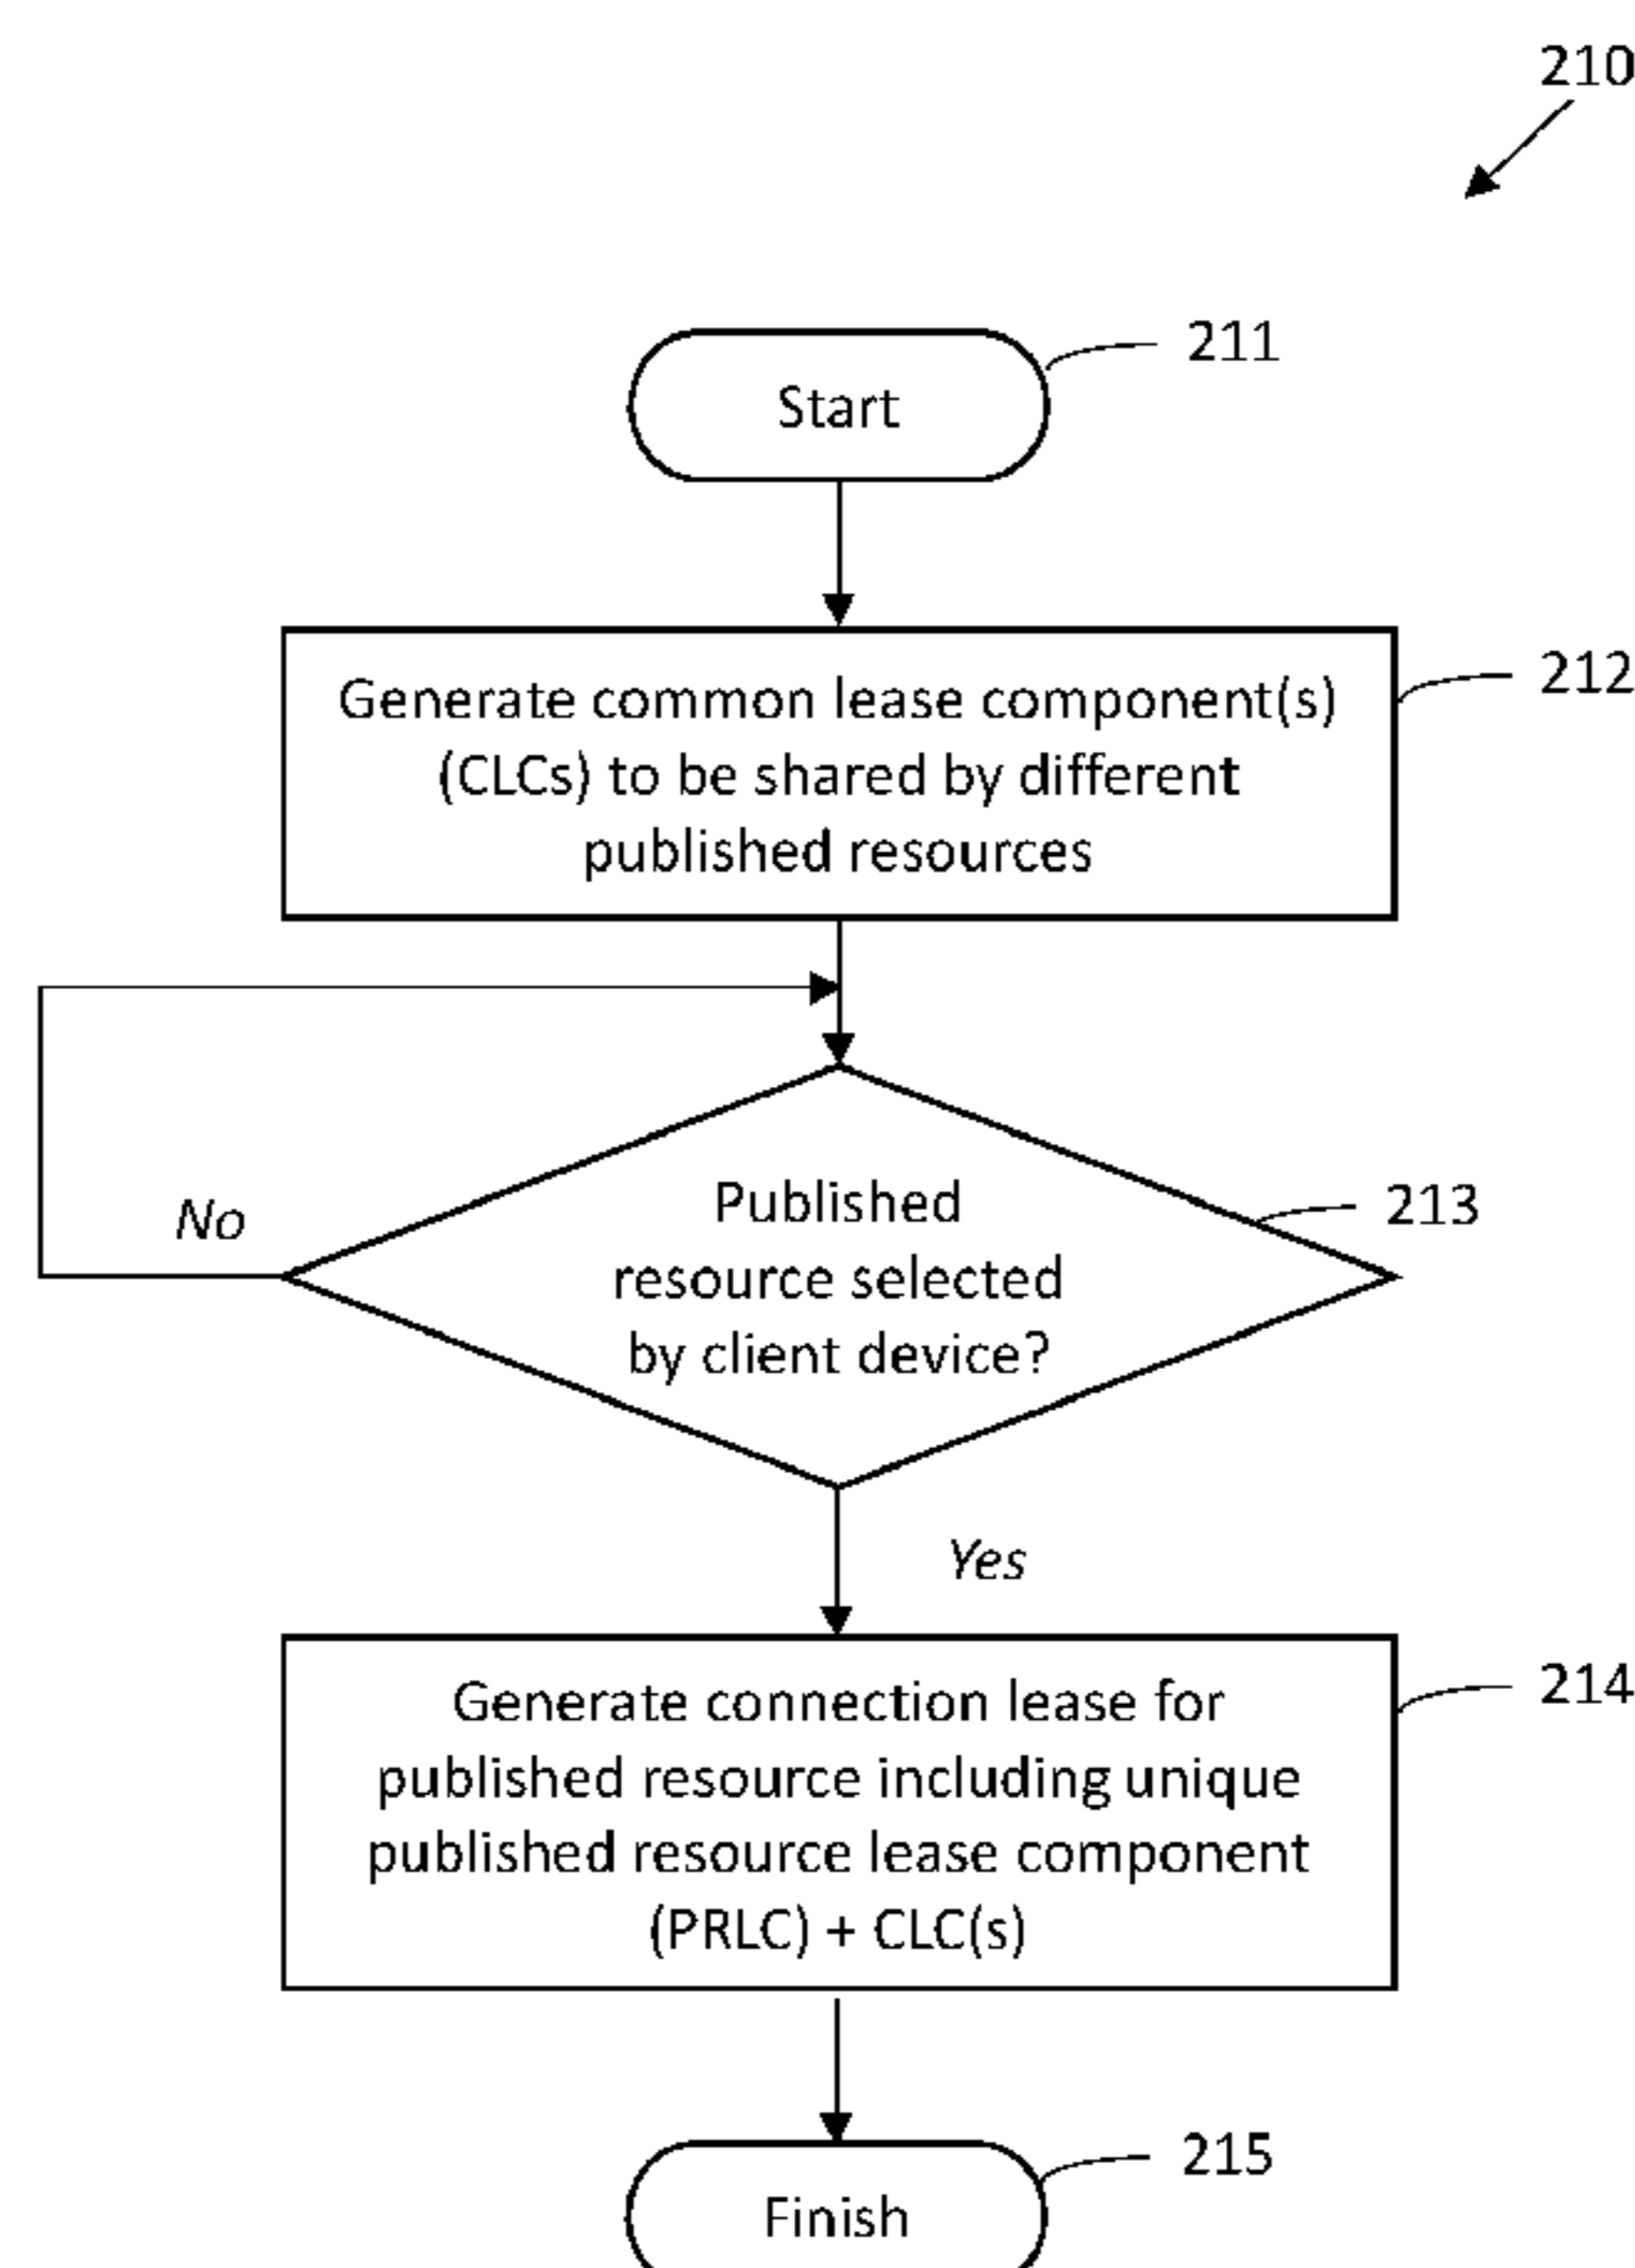 210
Start
211
Generate common lease component(s)
(CLCs) to be shared by different
published resources
212
Published
resource selected
by client device?
213
No
Yes
Generate connection lease for
published resource including unique
published resource lease component
(PRLC) + CLC(s)
214
Finish
215